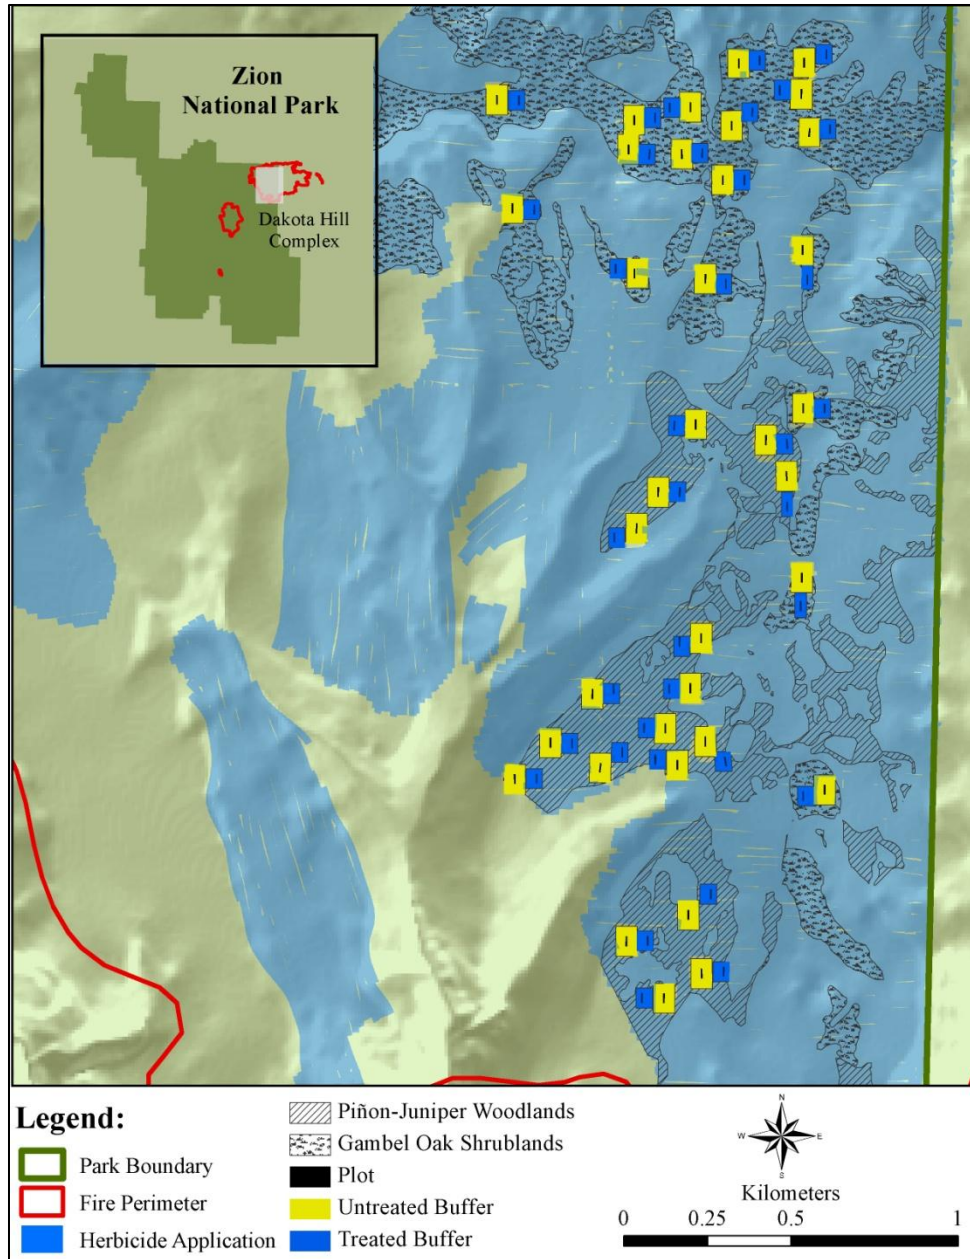 Zion
National Park
Dakota Hill
Complex
Legend:
Park Boundary
Fire Perimeter
Herbicide Application
Piñon-Juniper Woodlands
Gambel Oak Shrublands
Plot
Untreated Buffer
Treated Buffer
N
W E
S
Kilometers
0 0.25 0.5 1